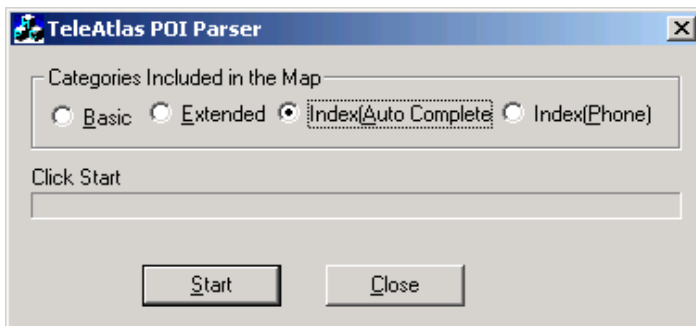 TeleAtlas POI Parser
Categories Included in the Map
Basic Extended Index(Auto Complete Index(Phone)
Click Start
Start Close